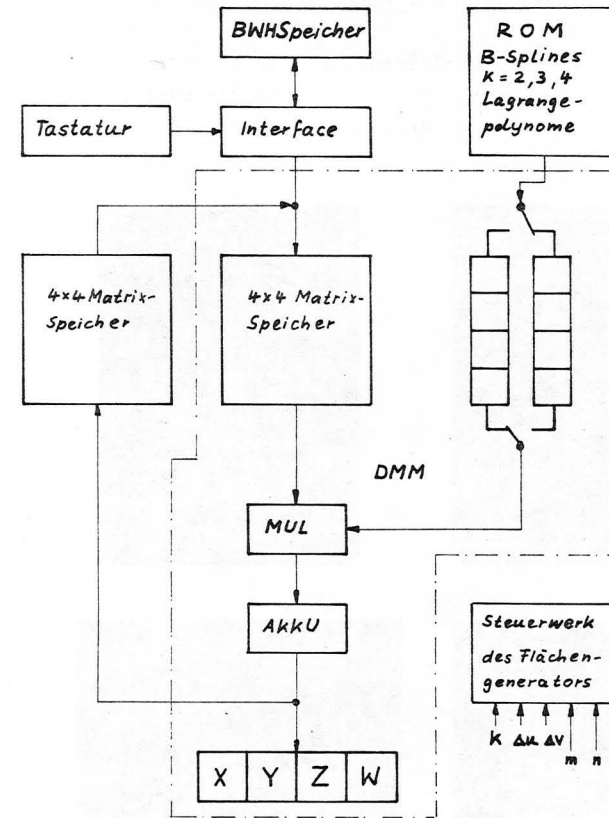 BWHSpeicher
ROM
B-Splines
K = 2, 3, 4
Lagrange-
polynome
Tastatur
Interface
4×4 Matrix-
Speicher
4×4 Matrix-
Speicher
DMM
MUL
AKKU
Steuerwerk
des Flächen-
generators
K Δu Δv m n
X Y Z W